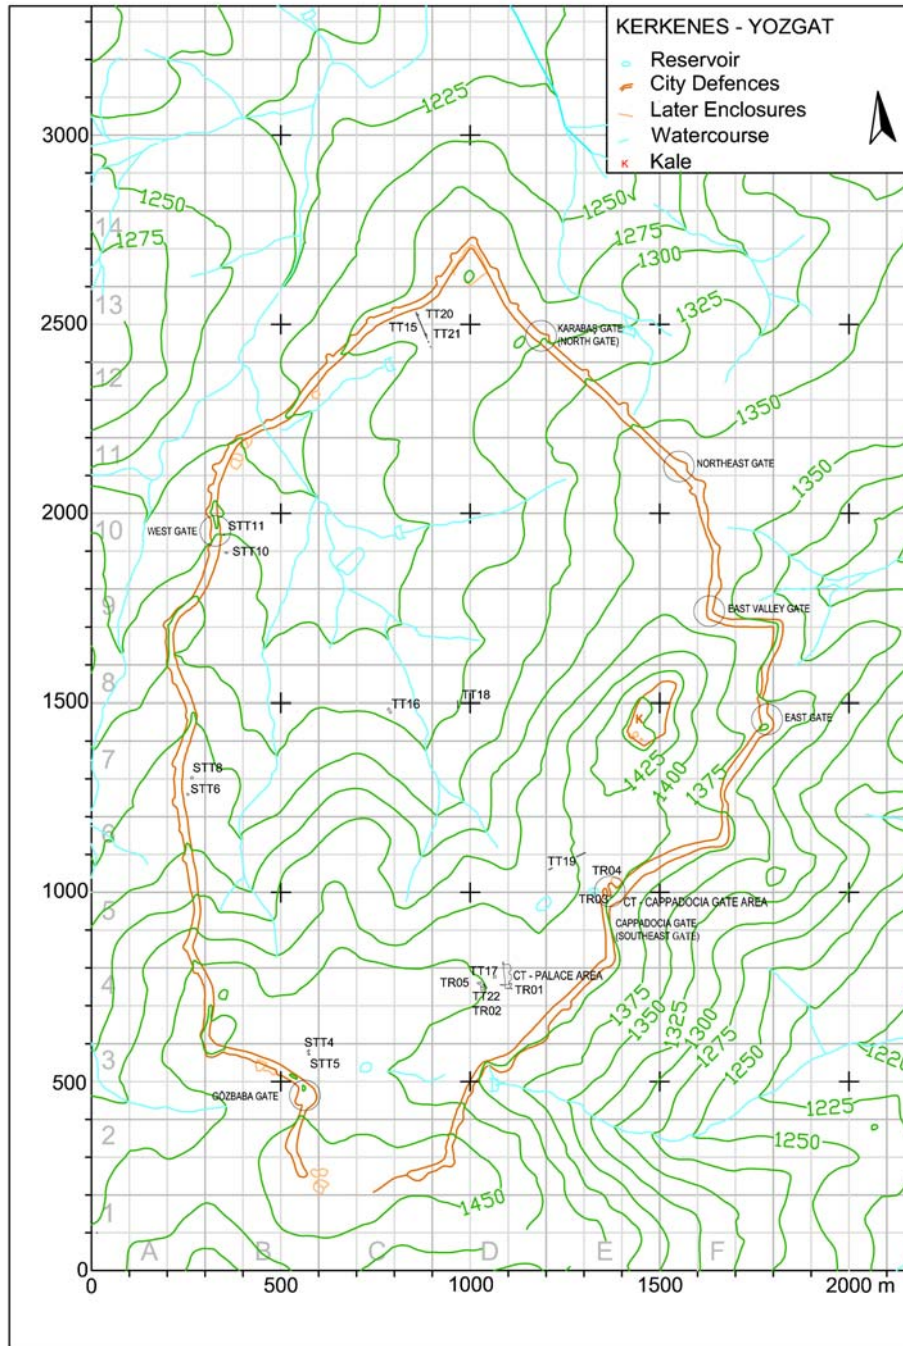 KERKENES - YOZGAT
Reservoir
City Defences
Later Enclosures
Watercourse
K Kale
1225
3000
1250
1250
1275
14
1275
1300
13
1325
2500
TT20
TT15
TT21
KARABAŞ GATE
(NORTH GATE)
12
1350
11
NORTHEAST GATE
1350
2000
10
WEST GATE
STT11
STT10
9
EAST VALLEY GATE
8
1500
TT16
TT18
K
EAST GATE
7
STT8
STT6
1425
1400
1375
6
TT19
TR04
1000
TR03
CT - CAPPADOCIA GATE AREA
5
CAPPADOCIA GATE
(SOUTHEAST GATE)
4
TT17
CT - PALACE AREA
TR05
TR01
TT22
TR02
1375
1350
1325
1300
1275
1250
1220
3
STT4
STT5
500
GÖZBABA GATE
1225
2
1250
1450
1
A B C D E F
0
0 500 1000 1500 2000 m